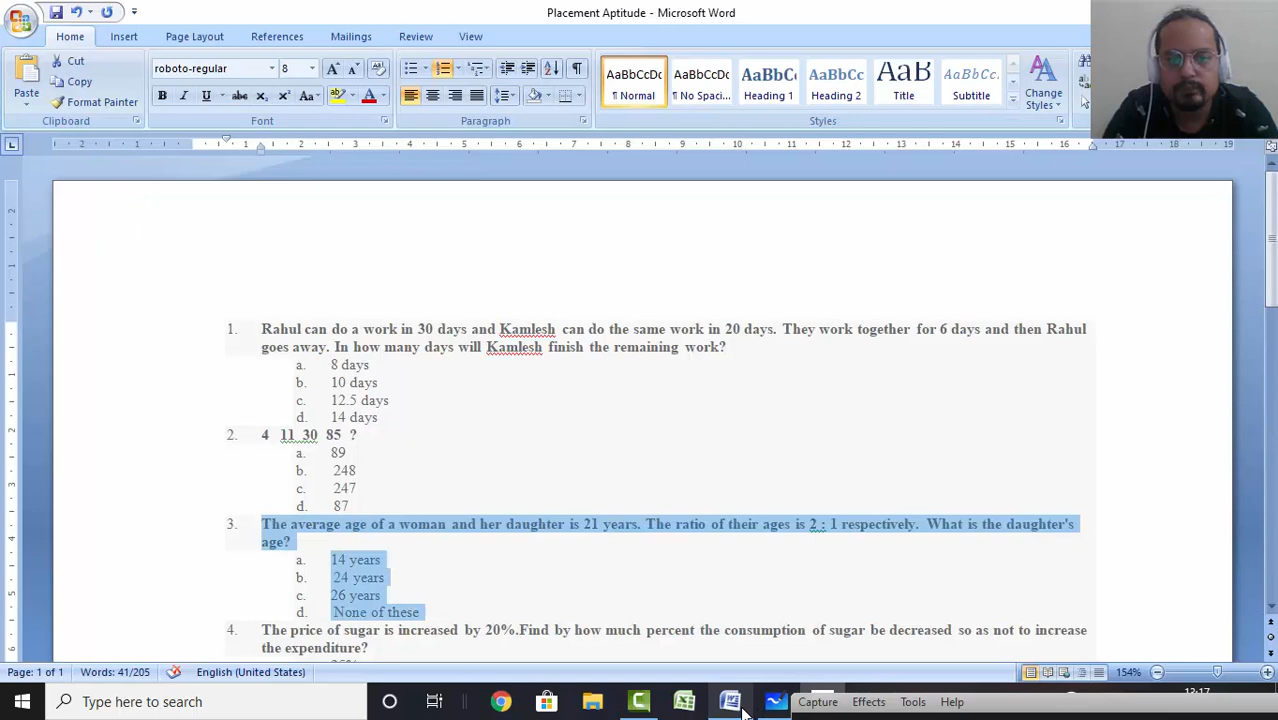 Placement Aptitude - Microsoft Word
Home Insert Page Layout References Mailings Review View
Paste
Cut
Copy
Format Painter
Clipboard
roboto-regular 8
Font
Paragraph
AaBbCcDc AaBbCcDc AaBbC AaBbCc AaB AaBbCc.
¶ Normal ¶ No Spaci... Heading 1 Heading 2 Title Subtitle
Change Styles
Styles
1. Rahul can do a work in 30 days and Kamlesh can do the same work in 20 days. They work together for 6 days and then Rahul
goes away. In how many days will Kamlesh finish the remaining work?
a. 8 days
b. 10 days
c. 12.5 days
d. 14 days
2. 4 11 30 85 ?
a. 89
b. 248
c. 247
d. 87
3. The average age of a woman and her daughter is 21 years. The ratio of their ages is 2 : 1 respectively. What is the daughter's
age?
a. 14 years
b. 24 years
c. 26 years
d. None of these
4. The price of sugar is increased by 20%.Find by how much percent the consumption of sugar be decreased so as not to increase
the expenditure?
Page: 1 of 1 Words: 41/205 English (United States) 154%
Type here to search
Capture Effects Tools Help